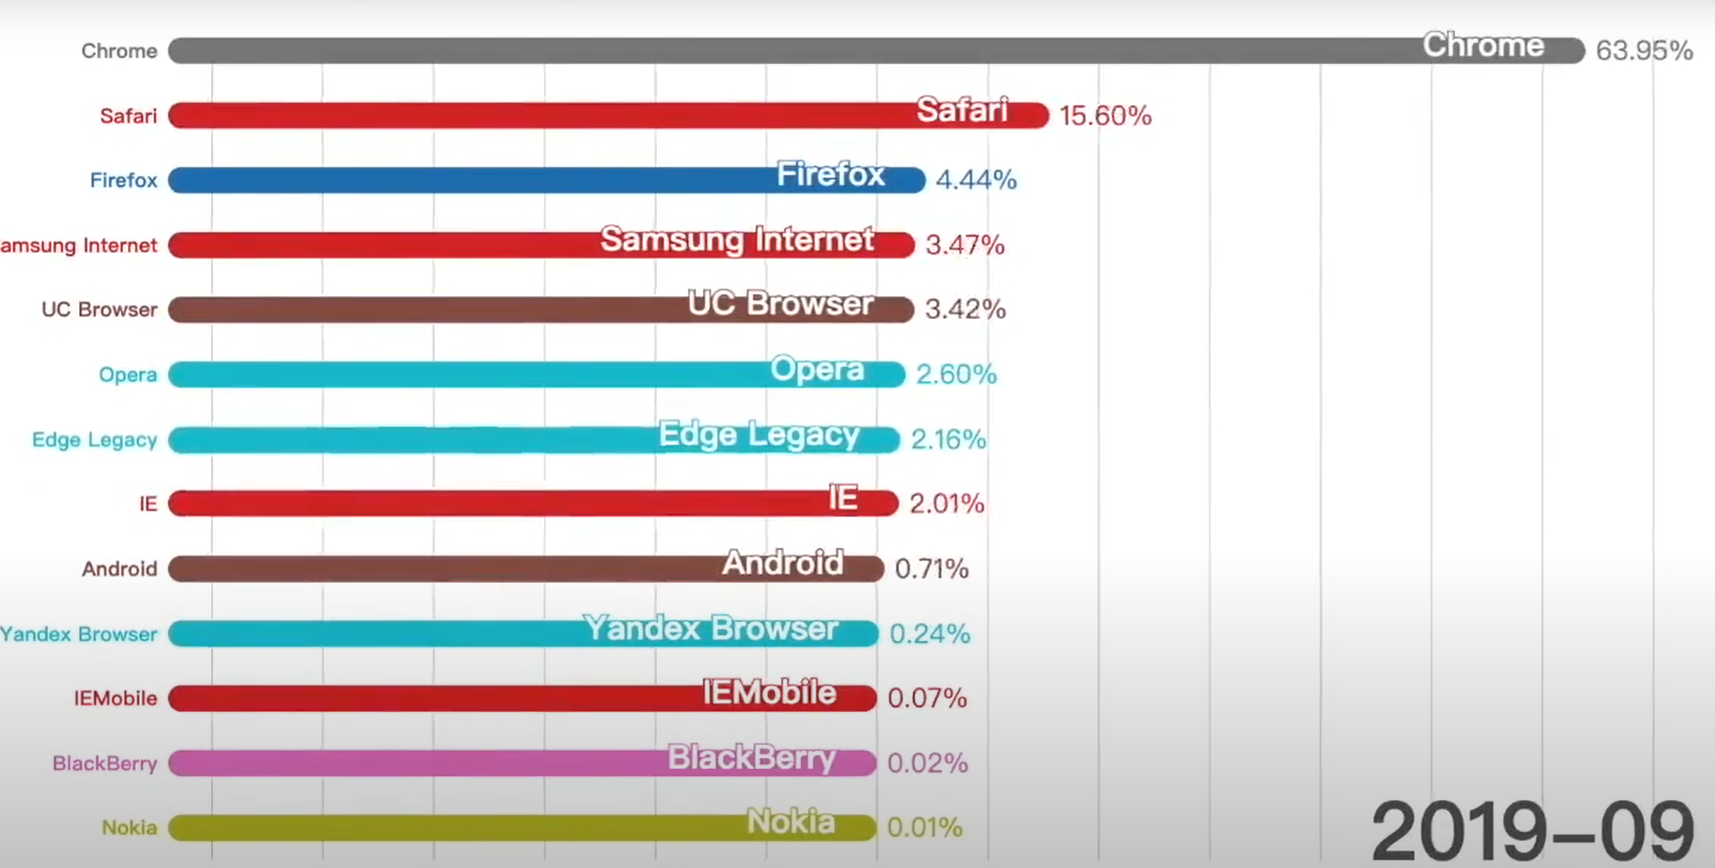 Chrome Chrome 63.95%
Safari Safari 15.60%
Firefox Firefox 4.44%
amsung Internet Samsung Internet 3.47%
UC Browser UC Browser 3.42%
Opera Opera 2.60%
Edge Legacy Edge Legacy 2.16%
IE IE 2.01%
Android Android 0.71%
Yandex Browser Yandex Browser 0.24%
IEMobile IEMobile 0.07%
BlackBerry BlackBerry 0.02%
Nokia Nokia 0.01%
2019-09